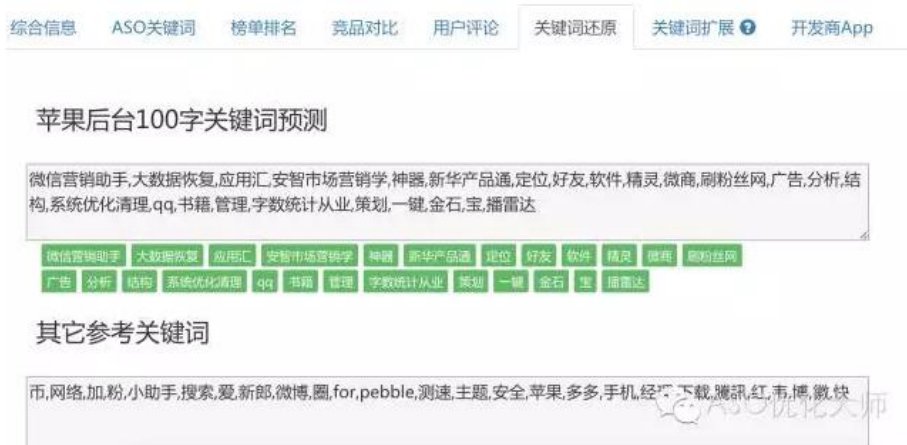 综合信息 ASO关键词 榜单排名 竞品对比 用户评论 关键词还原 关键词扩展 ? 开发商App
苹果后台100字关键词预测
微信营销助手,大数据恢复,应用汇,安智市场营销学,神器,新华产品通,定位,好友,软件,精灵,微商,刷粉丝网,广告,分析,结
构,系统优化清理,qq,书籍,管理,字数统计从业,策划,一键,金石,宝,播雷达
微信营销助手 大数据恢复 应用汇 安智市场营销学 神器 新华产品通 定位 好友 软件 精灵 微商 刷粉丝网
广告 分析 结构 系统优化清理 qq 书籍 管理 字数统计从业 策划 一键 金石 宝 播雷达
其它参考关键词
币,网络,加,粉,小助手,搜索,爱,新郎,微博,圈,for,pebble,测速,主题,安全,苹果,多多,手机,经理,下载,腾訊,红,韦,博,徽,快
ASO优化大师